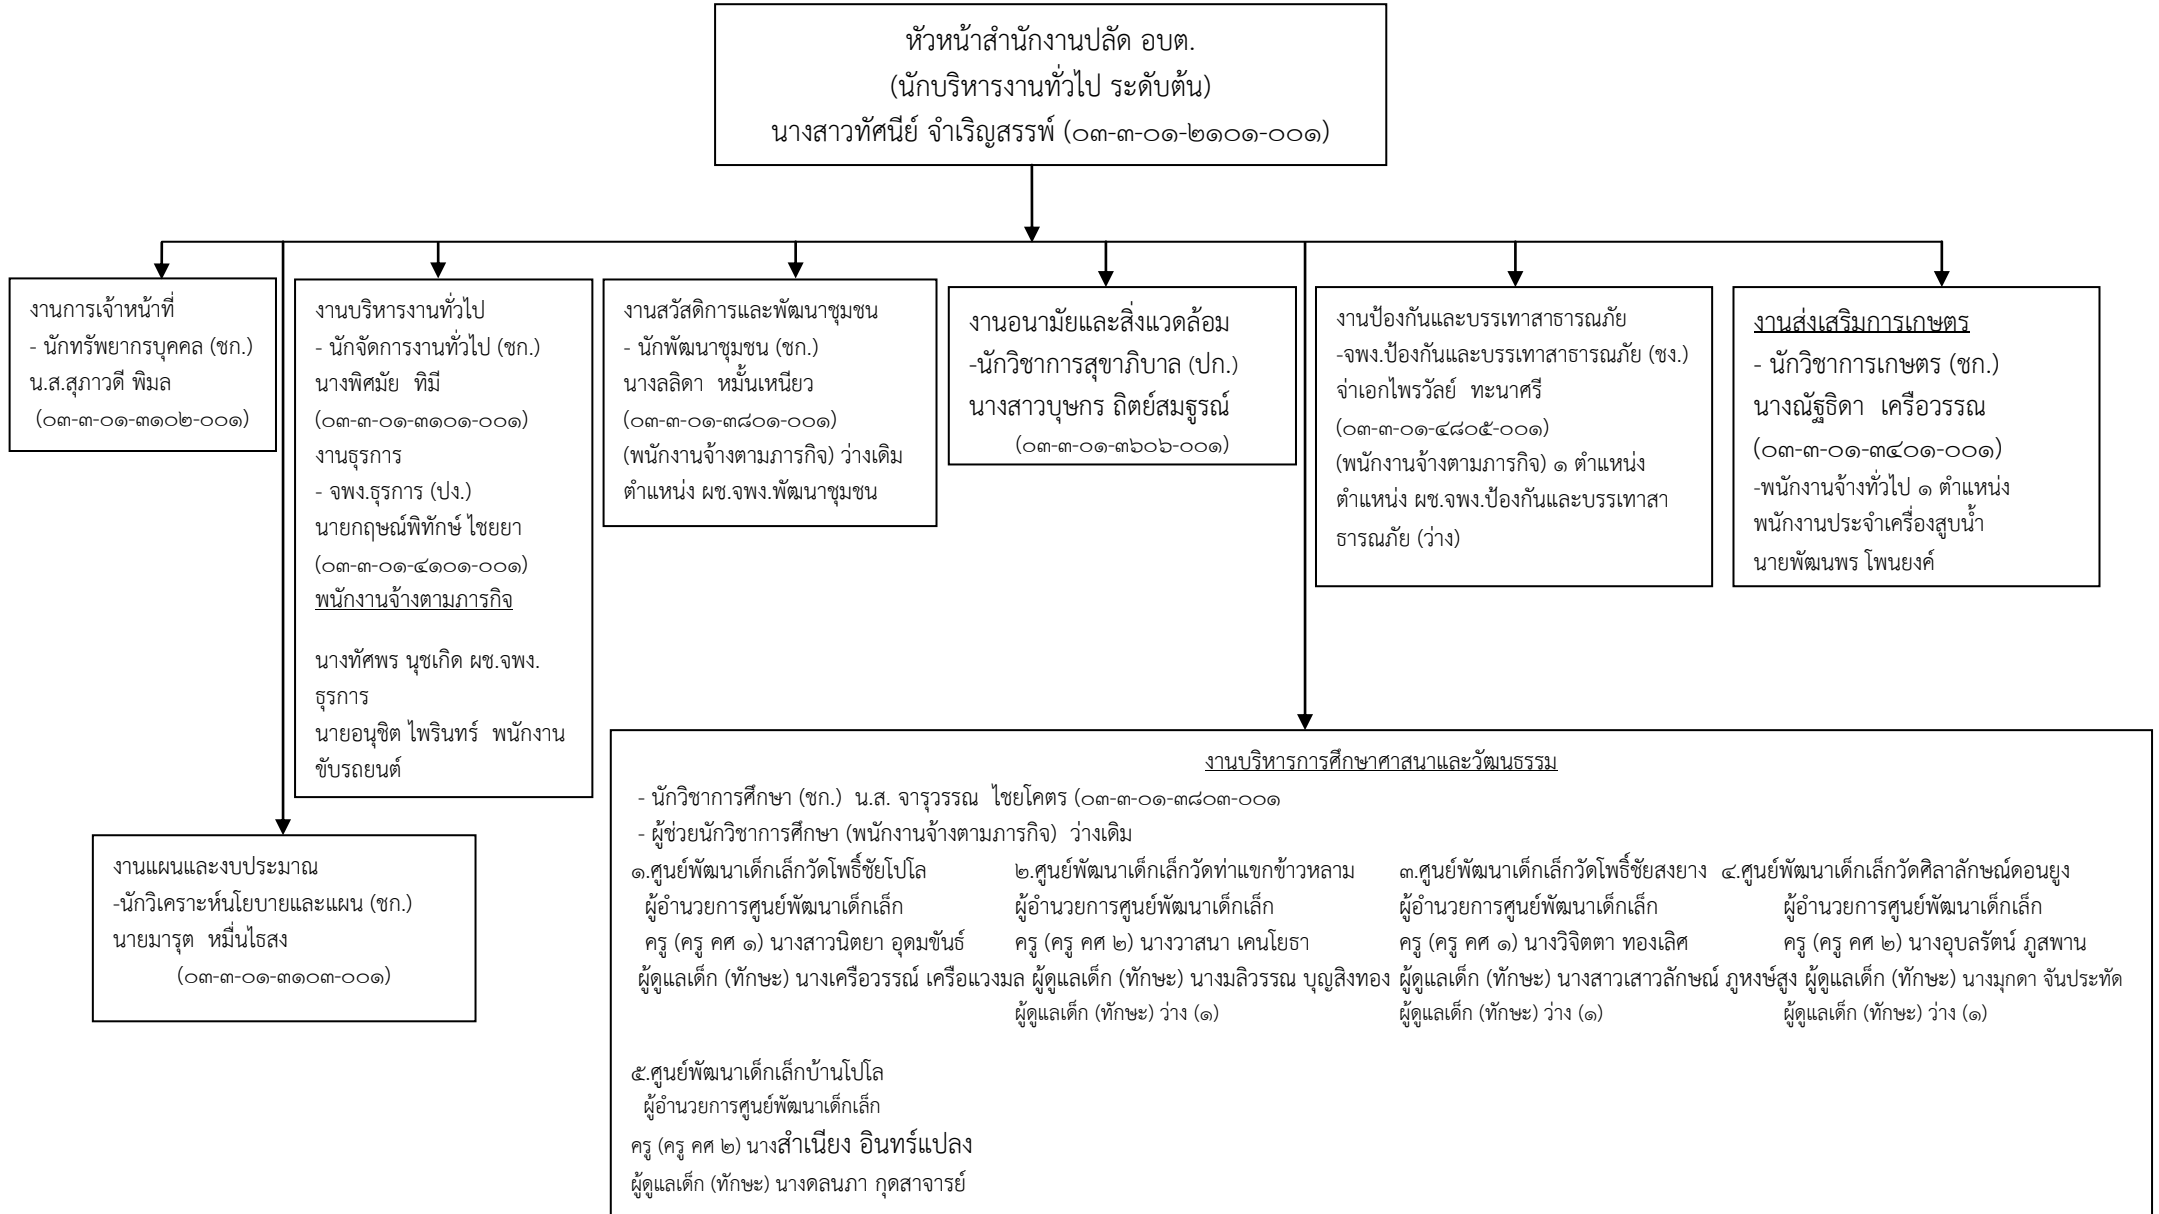 หัวหน้าสำนักงานปลัด อบต.
(นักบริหารงานทั่วไป ระดับต้น)
นางสาวทัศนีย์ จำเริญสรรพ์ (๐๓-๓-๐๑-๒๑๐๑-๐๐๑)
งานการเจ้าหน้าที่
- นักทรัพยากรบุคคล (ชก.)
น.ส.สุภาวดี พิมล
(๐๓-๓-๐๑-๓๑๐๒-๐๐๑)
งานบริหารงานทั่วไป
- นักจัดการงานทั่วไป (ชก.)
นางพิศมัย ทิมี
(๐๓-๓-๐๑-๓๑๐๑-๐๐๑)
งานธุรการ
- จพง.ธุรการ (ปง.)
นายกฤษณ์พิทักษ์ ไชยยา
(๐๓-๓-๐๑-๔๑๐๑-๐๐๑)
พนักงานจ้างตามภารกิจ
นางทัศพร นุชเกิด ผช.จพง.
ธุรการ
นายอนุชิต ไพรินทร์ พนักงาน
ขับรถยนต์
งานสวัสดิการและพัฒนาชุมชน
- นักพัฒนาชุมชน (ชก.)
นางลลิดา หมั้นเหนียว
(๐๓-๓-๐๑-๓๘๐๑-๐๐๑)
(พนักงานจ้างตามภารกิจ) ว่างเดิม
ตำแหน่ง ผช.จพง.พัฒนาชุมชน
งานอนามัยและสิ่งแวดล้อม
-นักวิชาการสุขาภิบาล (ปก.)
นางสาวบุษกร ถิตย์สมฐูรณ์
(๐๓-๓-๐๑-๓๖๐๖-๐๐๑)
งานป้องกันและบรรเทาสาธารณภัย
-จพง.ป้องกันและบรรเทาสาธารณภัย (ชง.)
จ่าเอกไพรวัลย์ ทะนาศรี
(๐๓-๓-๐๑-๔๘๐๕-๐๐๑)
(พนักงานจ้างตามภารกิจ) ๑ ตำแหน่ง
ตำแหน่ง ผช.จพง.ป้องกันและบรรเทาสา
ธารณภัย (ว่าง)
งานส่งเสริมการเกษตร
- นักวิชาการเกษตร (ชก.)
นางณัฐธิดา เครือวรรณ
(๐๓-๓-๐๑-๓๔๐๑-๐๐๑)
-พนักงานจ้างทั่วไป ๑ ตำแหน่ง
พนักงานประจำเครื่องสูบน้ำ
นายพัฒนพร โพนยงค์
งานแผนและงบประมาณ
-นักวิเคราะห์นโยบายและแผน (ชก.)
นายมารุต หมื่นไธสง
(๐๓-๓-๐๑-๓๑๐๓-๐๐๑)
งานบริหารการศึกษาศาสนาและวัฒนธรรม
- นักวิชาการศึกษา (ชก.) น.ส. จารุวรรณ ไชยโคตร (๐๓-๓-๐๑-๓๘๐๓-๐๐๑
- ผู้ช่วยนักวิชาการศึกษา (พนักงานจ้างตามภารกิจ) ว่างเดิม
๑.ศูนย์พัฒนาเด็กเล็กวัดโพธิ์ชัยโปโล ๒.ศูนย์พัฒนาเด็กเล็กวัดท่าแขกข้าวหลาม ๓.ศูนย์พัฒนาเด็กเล็กวัดโพธิ์ชัยสงยาง ๔.ศูนย์พัฒนาเด็กเล็กวัดศิลาลักษณ์ดอนยูง
ผู้อำนวยการศูนย์พัฒนาเด็กเล็ก ผู้อำนวยการศูนย์พัฒนาเด็กเล็ก ผู้อำนวยการศูนย์พัฒนาเด็กเล็ก ผู้อำนวยการศูนย์พัฒนาเด็กเล็ก
ครู (ครู คศ ๑) นางสาวนิตยา อุดมขันธ์ ครู (ครู คศ ๒) นางวาสนา เคนโยธา ครู (ครู คศ ๑) นางวิจิตตา ทองเลิศ ครู (ครู คศ ๒) นางอุบลรัตน์ ภูสพาน
ผู้ดูแลเด็ก (ทักษะ) นางเครือวรรณ์ เครือแวงมล ผู้ดูแลเด็ก (ทักษะ) นางมลิวรรณ บุญสิงทอง ผู้ดูแลเด็ก (ทักษะ) นางสาวเสาวลักษณ์ ภูหงษ์สูง ผู้ดูแลเด็ก (ทักษะ) นางมุกดา จันประทัด
ผู้ดูแลเด็ก (ทักษะ) ว่าง (๑) ผู้ดูแลเด็ก (ทักษะ) ว่าง (๑) ผู้ดูแลเด็ก (ทักษะ) ว่าง (๑)
๕.ศูนย์พัฒนาเด็กเล็กบ้านโปโล
ผู้อำนวยการศูนย์พัฒนาเด็กเล็ก
ครู (ครู คศ ๒) นางสำเนียง อินทร์แปลง
ผู้ดูแลเด็ก (ทักษะ) นางดลนภา กุดสาจารย์